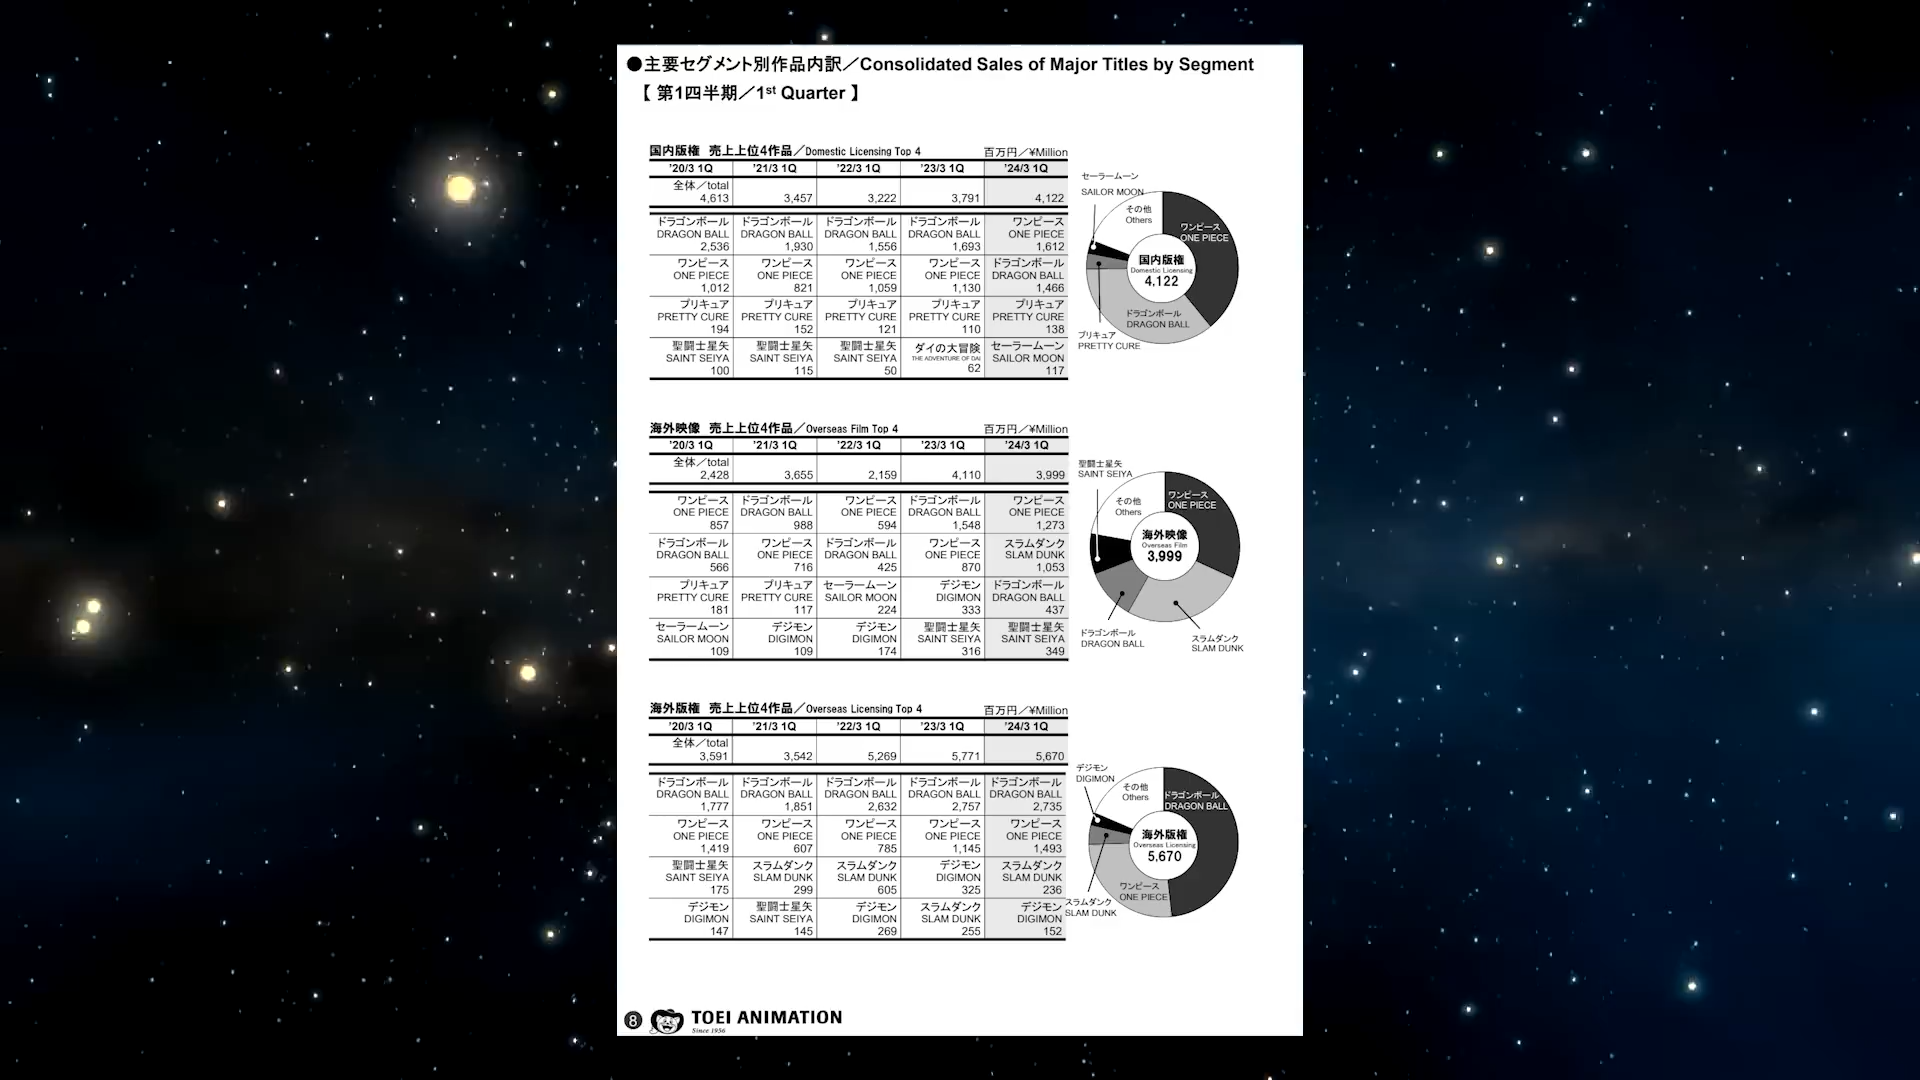 ●主要セグメント別作品内訳／Consolidated Sales of Major Titles by Segment
【 第1四半期／1st Quarter 】
国内版権 売上上位4作品／Domestic Licensing Top 4 百万円／¥Million
'20/3 1Q '21/3 1Q '22/3 1Q '23/3 1Q '24/3 1Q
全体／total
4,613 3,457 3,222 3,791 4,122
ドラゴンボール ドラゴンボール ドラゴンボール ドラゴンボール ワンピース
DRAGON BALL DRAGON BALL DRAGON BALL DRAGON BALL ONE PIECE
2,536 1,930 1,556 1,693 1,612
ワンピース ワンピース ワンピース ワンピース ドラゴンボール
ONE PIECE ONE PIECE ONE PIECE ONE PIECE DRAGON BALL
1,012 821 1,059 1,130 1,466
プリキュア プリキュア プリキュア プリキュア プリキュア
PRETTY CURE PRETTY CURE PRETTY CURE PRETTY CURE PRETTY CURE
194 152 121 110 138
聖闘士星矢 聖闘士星矢 聖闘士星矢 ダイの大冒険 セーラームーン
SAINT SEIYA SAINT SEIYA SAINT SEIYA THE ADVENTURE OF DAI SAILOR MOON
100 115 50 62 117
セーラームーン
SAILOR MOON
その他
Others
ワンピース
ONE PIECE
国内版権
Domestic Licensing
4,122
ドラゴンボール
DRAGON BALL
プリキュア
PRETTY CURE
海外映像 売上上位4作品／Overseas Film Top 4 百万円／¥Million
'20/3 1Q '21/3 1Q '22/3 1Q '23/3 1Q '24/3 1Q
全体／total
2,428 3,655 2,159 4,110 3,999
ワンピース ドラゴンボール ワンピース ドラゴンボール ワンピース
ONE PIECE DRAGON BALL ONE PIECE DRAGON BALL ONE PIECE
857 988 594 1,548 1,273
ドラゴンボール ワンピース ドラゴンボール ワンピース スラムダンク
DRAGON BALL ONE PIECE DRAGON BALL ONE PIECE SLAM DUNK
566 716 425 870 1,053
プリキュア プリキュア セーラームーン デジモン ドラゴンボール
PRETTY CURE PRETTY CURE SAILOR MOON DIGIMON DRAGON BALL
181 117 224 333 437
セーラームーン デジモン デジモン 聖闘士星矢 聖闘士星矢
SAILOR MOON DIGIMON DIGIMON SAINT SEIYA SAINT SEIYA
109 109 174 316 349
聖闘士星矢
SAINT SEIYA
その他
Others
ワンピース
ONE PIECE
海外映像
Overseas Film
3,999
ドラゴンボール
DRAGON BALL
スラムダンク
SLAM DUNK
海外版権 売上上位4作品／Overseas Licensing Top 4 百万円／¥Million
'20/3 1Q '21/3 1Q '22/3 1Q '23/3 1Q '24/3 1Q
全体／total
3,591 3,542 5,269 5,771 5,670
ドラゴンボール ドラゴンボール ドラゴンボール ドラゴンボール ドラゴンボール
DRAGON BALL DRAGON BALL DRAGON BALL DRAGON BALL DRAGON BALL
1,777 1,851 2,632 2,757 2,735
ワンピース ワンピース ワンピース ワンピース ワンピース
ONE PIECE ONE PIECE ONE PIECE ONE PIECE ONE PIECE
1,419 607 785 1,145 1,493
聖闘士星矢 スラムダンク スラムダンク デジモン スラムダンク
SAINT SEIYA SLAM DUNK SLAM DUNK DIGIMON SLAM DUNK
175 299 605 325 236
デジモン 聖闘士星矢 デジモン スラムダンク デジモン
DIGIMON SAINT SEIYA DIGIMON SLAM DUNK DIGIMON
147 145 269 255 152
デジモン
DIGIMON
その他
Others
ドラゴンボール
DRAGON BALL
海外版権
Overseas Licensing
5,670
ワンピース
ONE PIECE
スラムダンク
SLAM DUNK
8 TOEI ANIMATION
Since 1956